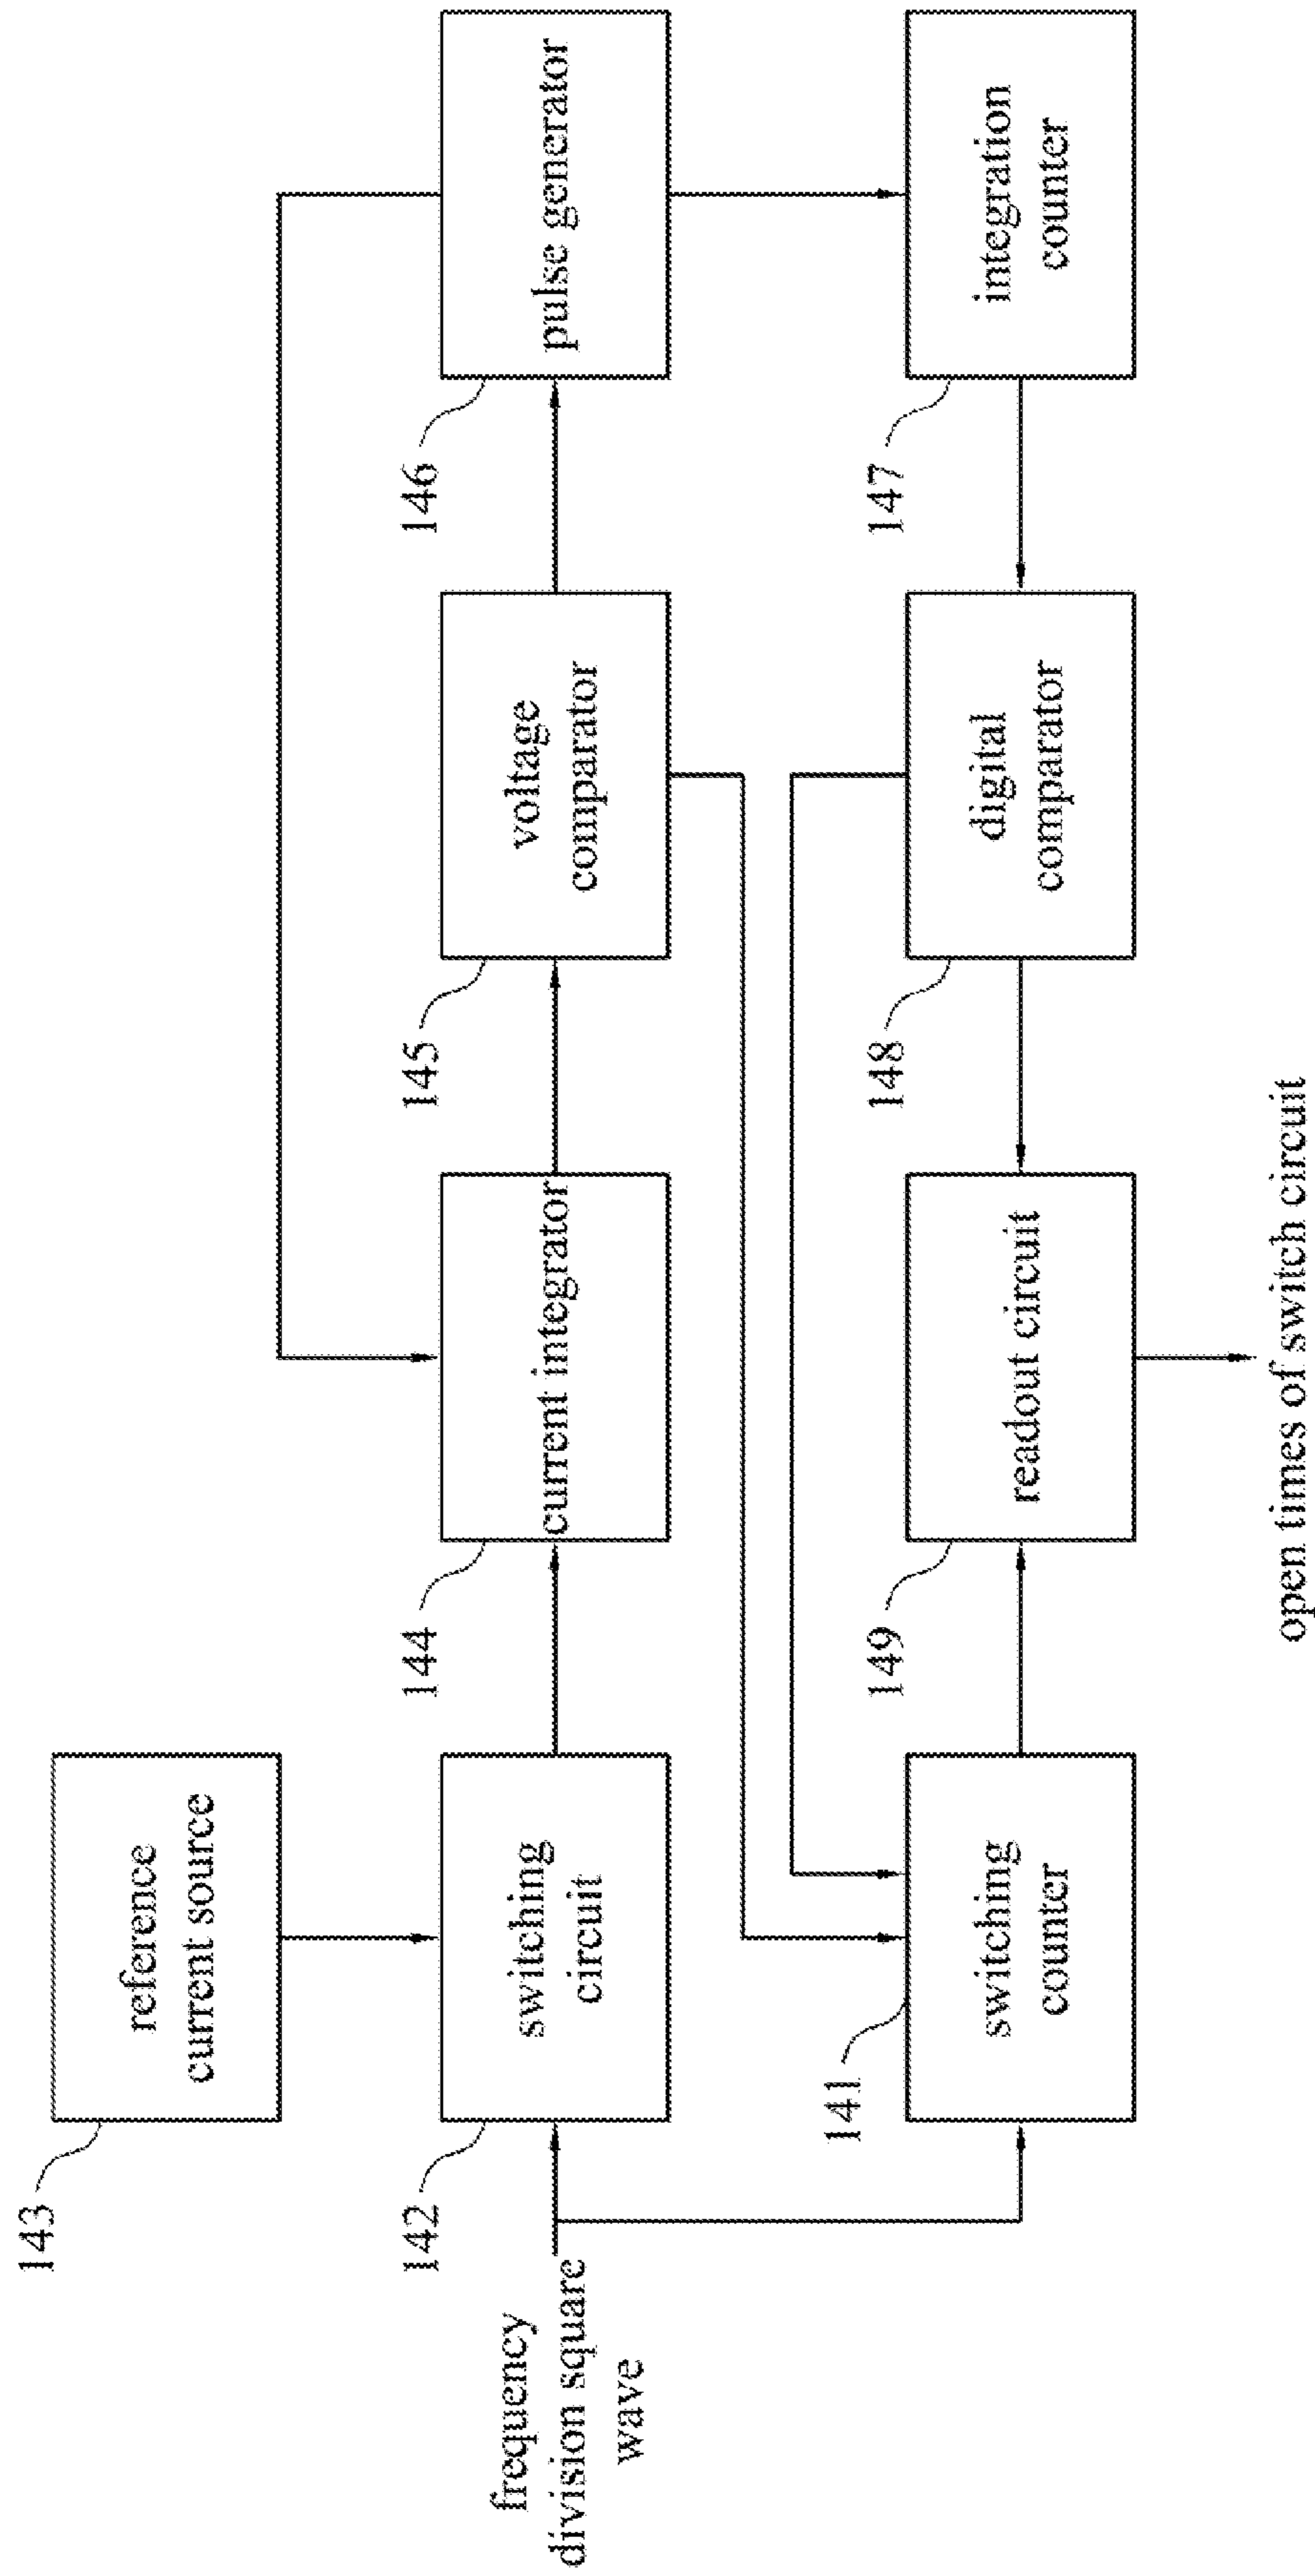 143
reference
current source
142
switching
circuit
144
current integrator
145
voltage
comparator
146
pulse generator
frequency
division square
wave
141
switching
counter
149
readout circuit
148
digital
comparator
147
integration
counter
open times of switch circuit